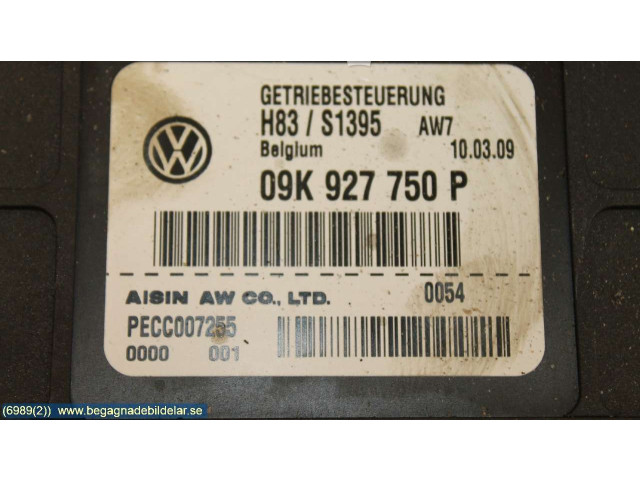 GETRIEBESTEUERUNG
H83 / S1395 AW7
Belgium 10.03.09
09K 927 750 P
AISIN AW CO., LTD. 0054
PECC007255
0000 001
(6989(2)) www.begagnadebildelar.se